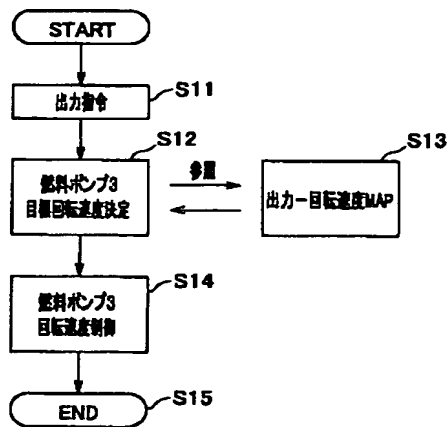 START
出力指令
S11
S12
燃料ポンプ3
目標回転速度決定
参照
S13
出力ー回転速度MAP
S14
燃料ポンプ3
回転速度制御
END
S15